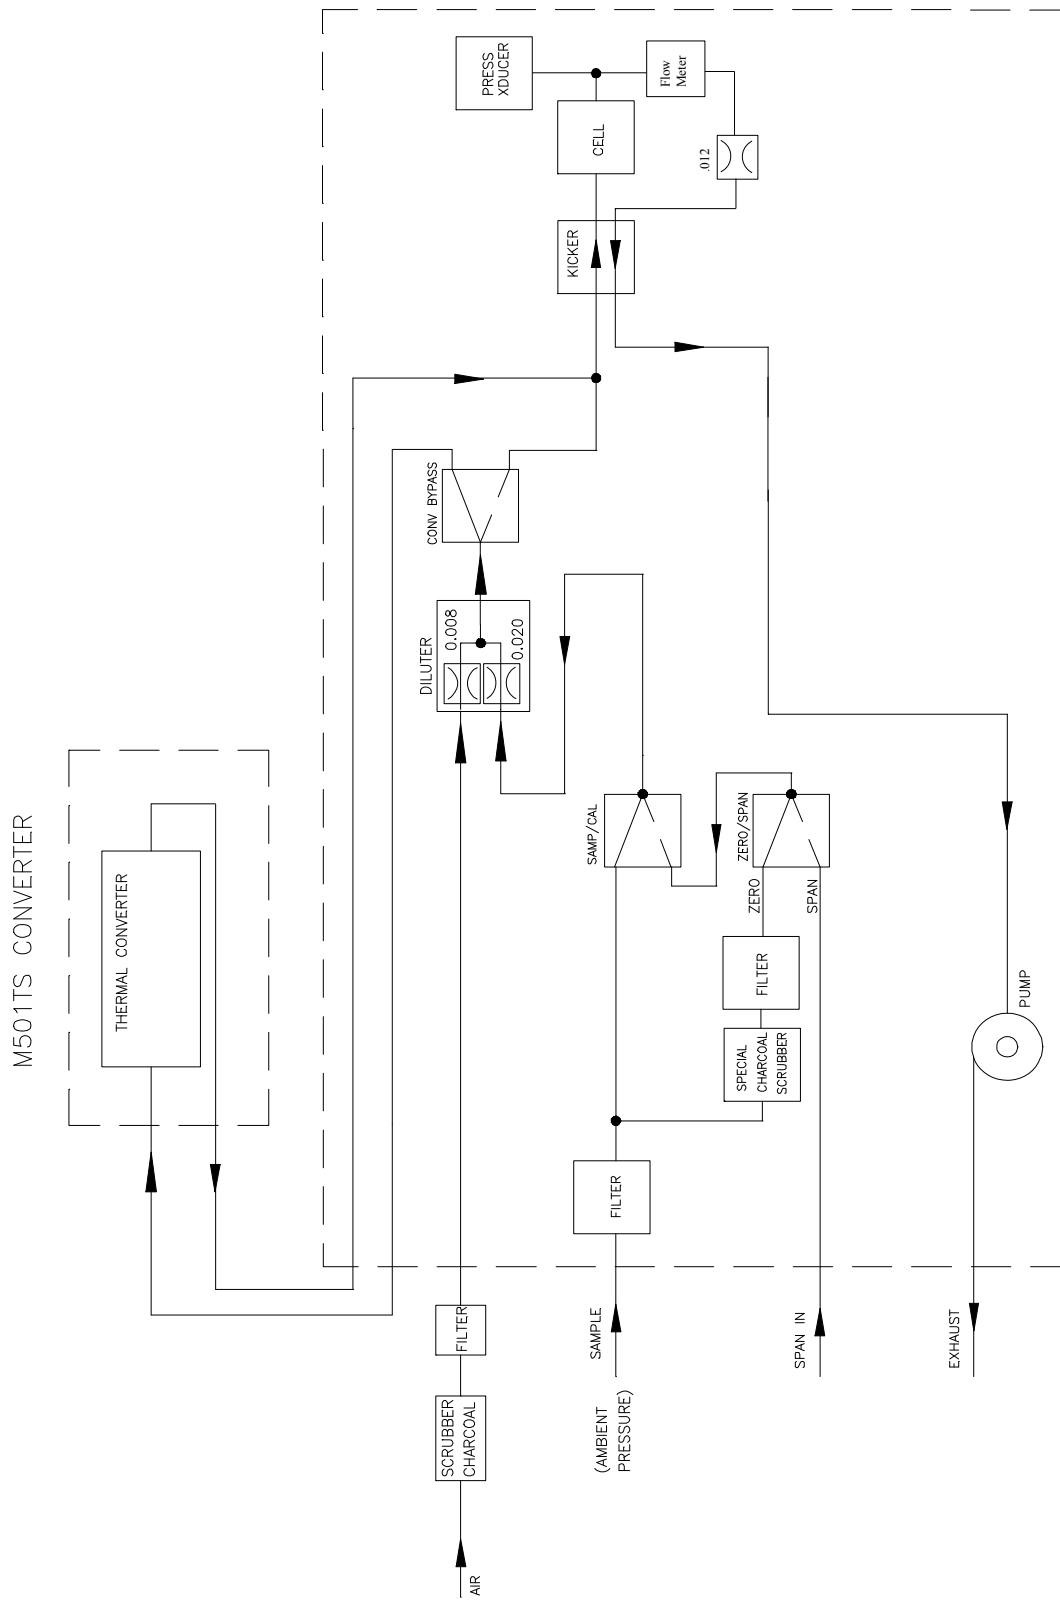 M501TS CONVERTER
THERMAL CONVERTER
AIR
SCRUBBER
CHARCOAL
FILTER
DILUTER
0.008
0.020
CONV BYPASS
(AMBIENT
PRESSURE)
SAMPLE
FILTER
SAMP/CAL
SPECIAL
CHARCOAL
SCRUBBER
FILTER
ZERO
SPAN
ZERO/SPAN
SPAN IN
KICKER
CELL
PRESS
XDUCER
Flow
Meter
.012
EXHAUST
PUMP